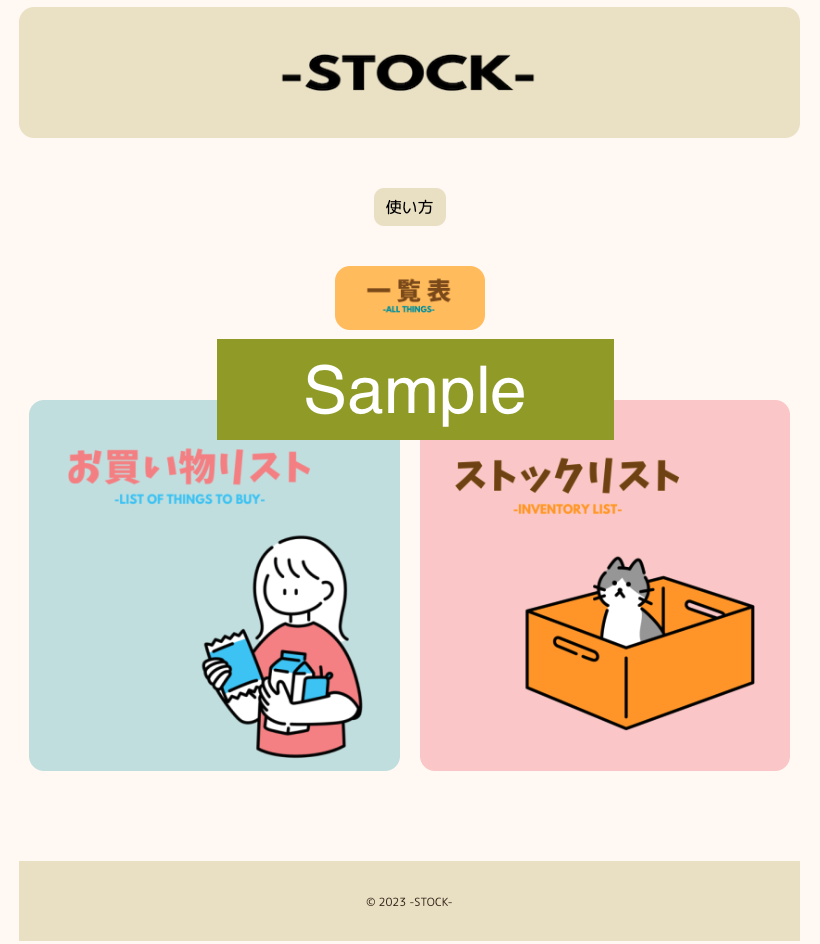 -STOCK-
使い方
一覧表
-ALL THINGS-
Sample
お買い物リスト
-LIST OF THINGS TO BUY-
ストックリスト
-INVENTORY LIST-
© 2023 -STOCK-